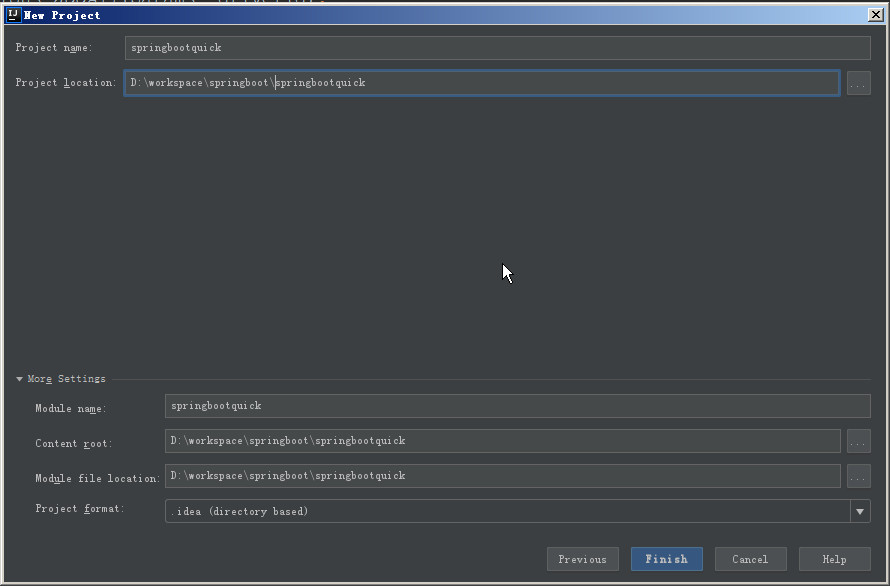 IJ New Project
Project name: springbootquick
Project location: D:\workspace\springboot\springbootquick ...
More Settings
Module name: springbootquick
Content root: D:\workspace\springboot\springbootquick ...
Module file location: D:\workspace\springboot\springbootquick ...
Project format: .idea (directory based)
Previous Finish Cancel Help